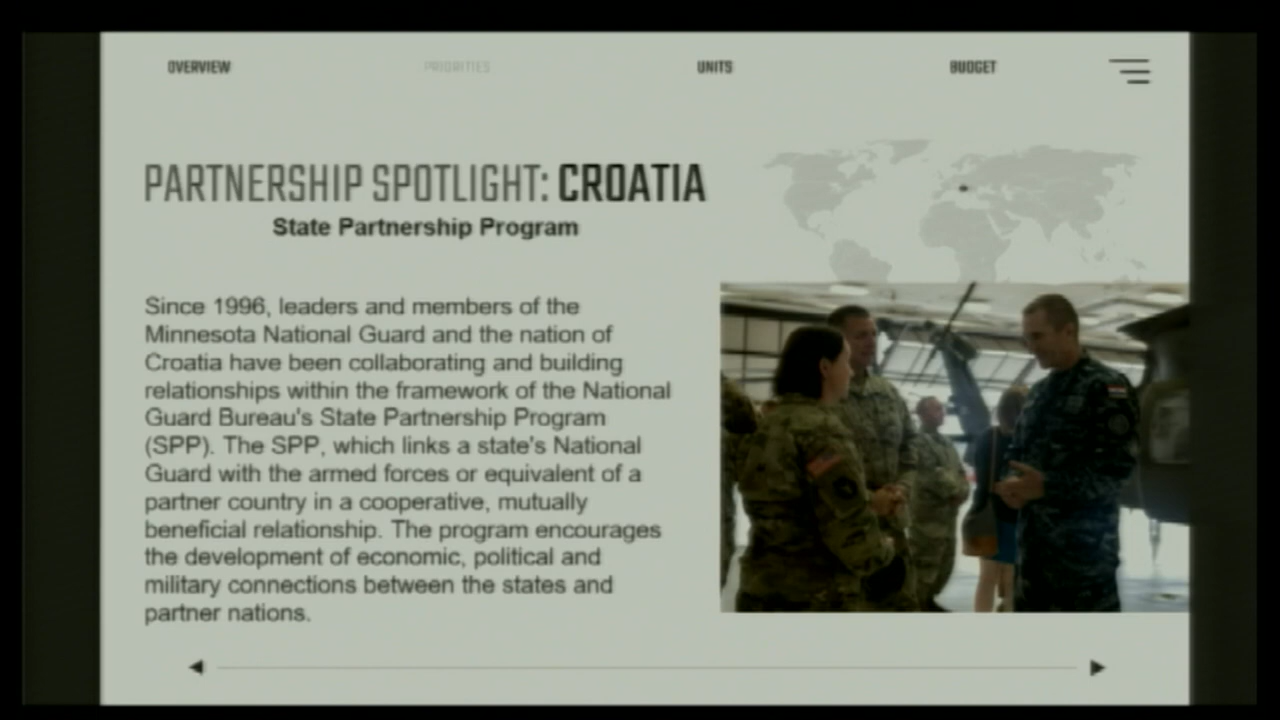 OVERVIEW PRIORITIES UNITS BUDGET
PARTNERSHIP SPOTLIGHT: CROATIA
State Partnership Program
Since 1996, leaders and members of the
Minnesota National Guard and the nation of
Croatia have been collaborating and building
relationships within the framework of the National
Guard Bureau's State Partnership Program
(SPP). The SPP, which links a state's National
Guard with the armed forces or equivalent of a
partner country in a cooperative, mutually
beneficial relationship. The program encourages
the development of economic, political and
military connections between the states and
partner nations.